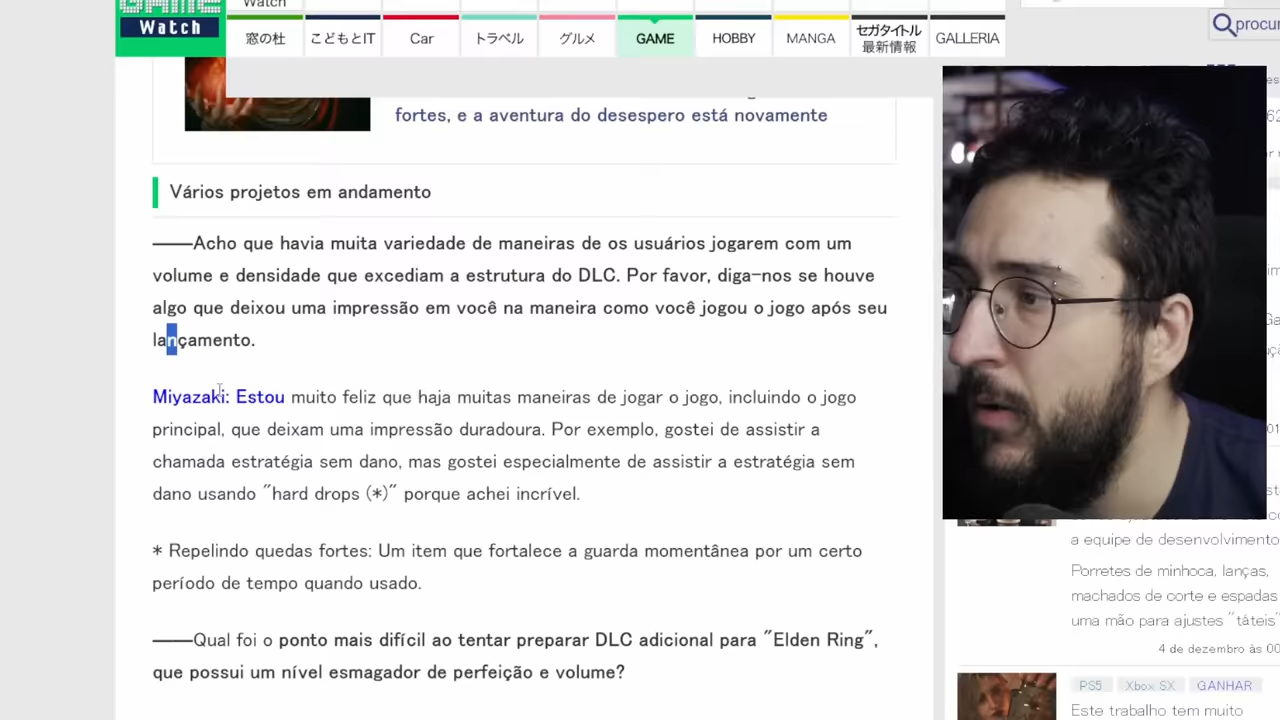 GAME
Watch
Watch
窓の杜
こどもとIT
Car
トラベル
グルメ
GAME
HOBBY
MANGA
セガタイトル
最新情報
GALLERIA
procu
fortes, e a aventura do desespero está novamente
Vários projetos em andamento
――Acho que havia muita variedade de maneiras de os usuários jogarem com um
volume e densidade que excediam a estrutura do DLC. Por favor, diga-nos se houve
algo que deixou uma impressão em você na maneira como você jogou o jogo após seu
lançamento.
Miyazaki: Estou muito feliz que haja muitas maneiras de jogar o jogo, incluindo o jogo
principal, que deixam uma impressão duradoura. Por exemplo, gostei de assistir a
chamada estratégia sem dano, mas gostei especialmente de assistir a estratégia sem
dano usando "hard drops (*)" porque achei incrível.
* Repelindo quedas fortes: Um item que fortalece a guarda momentânea por um certo
período de tempo quando usado.
――Qual foi o ponto mais difícil ao tentar preparar DLC adicional para "Elden Ring",
que possui um nível esmagador de perfeição e volume?
a equipe de desenvolvimento
Porretes de minhoca, lanças,
machados de corte e espadas
uma mão para ajustes "táteis"
4 de dezembro às 00
PS5
Xbox SX
GANHAR
Este trabalho tem muito